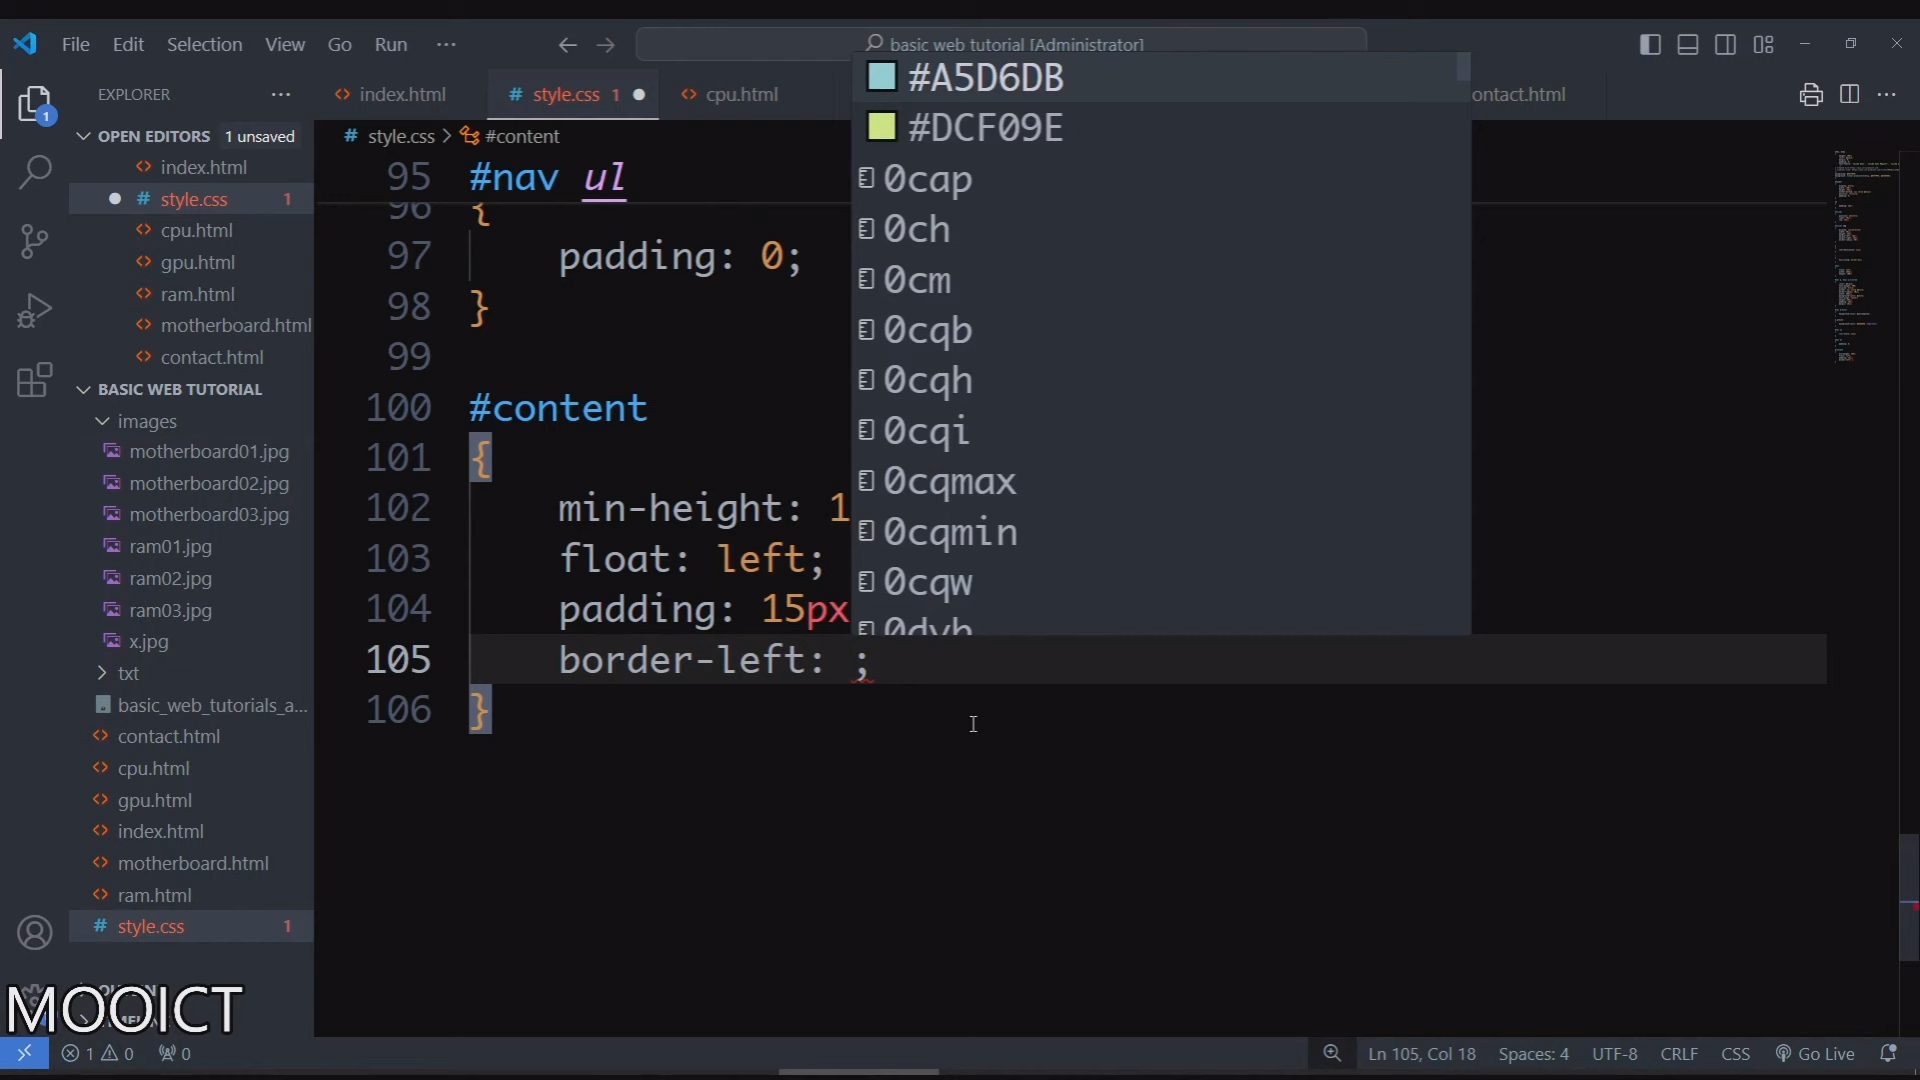 File Edit Selection View Go Run ···
basic web tutorial [Administrator]
EXPLORER ···
OPEN EDITORS 1 unsaved
index.html
style.css 1
cpu.html
gpu.html
ram.html
motherboard.html
contact.html
BASIC WEB TUTORIAL
images
motherboard01.jpg
motherboard02.jpg
motherboard03.jpg
ram01.jpg
ram02.jpg
ram03.jpg
x.jpg
txt
basic_web_tutorials_a...
contact.html
cpu.html
gpu.html
index.html
motherboard.html
ram.html
# style.css 1
MOOICT
<> index.html
# style.css 1
<> cpu.html
ontact.html
# style.css > #content
95 #nav ul
96 {
97 padding: 0;
98 }
99
100 #content
101 {
102 min-height: 1
103 float: left;
104 padding: 15px
105 border-left: ;
106 }
#A5D6DB
#DCF09E
0cap
0ch
0cm
0cqb
0cqh
0cqi
0cqmax
0cqmin
0cqw
1
1 0 0
Ln 105, Col 18 Spaces: 4 UTF-8 CRLF CSS Go Live